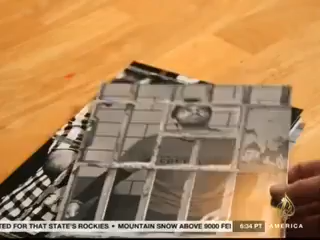 TED FOR THAT STATE'S ROCKIES • MOUNTAIN SNOW ABOVE 9000 FE
6:34 PT
AMERICA